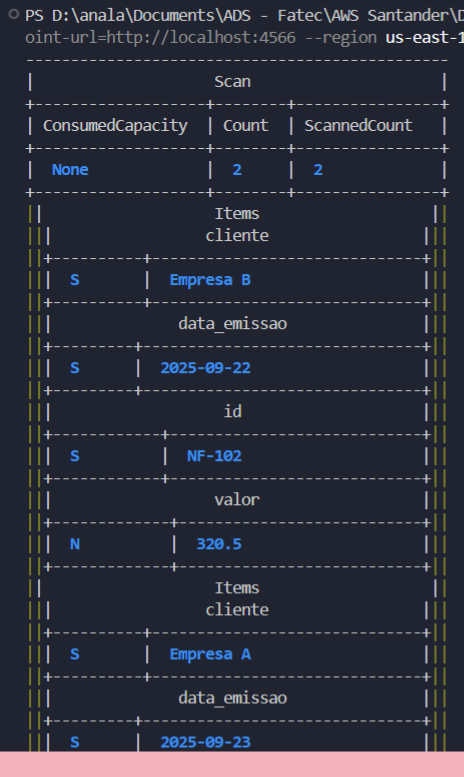 PS D:\anala\Documents\ADS - Fatec\AWS Santander\D
oint-url=http://localhost:4566 --region us-east-1
Scan
ConsumedCapacity | Count | ScannedCount
None | 2 | 2
Items
cliente
S | Empresa B
data_emissao
S | 2025-09-22
id
S | NF-102
valor
N | 320.5
Items
cliente
S | Empresa A
data_emissao
S | 2025-09-23